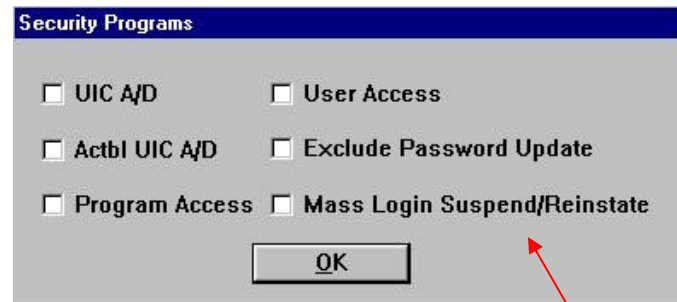 Security Programs
UIC A/D
User Access
Actbl UIC A/D
Exclude Password Update
Program Access
Mass Login Suspend/Reinstate
OK